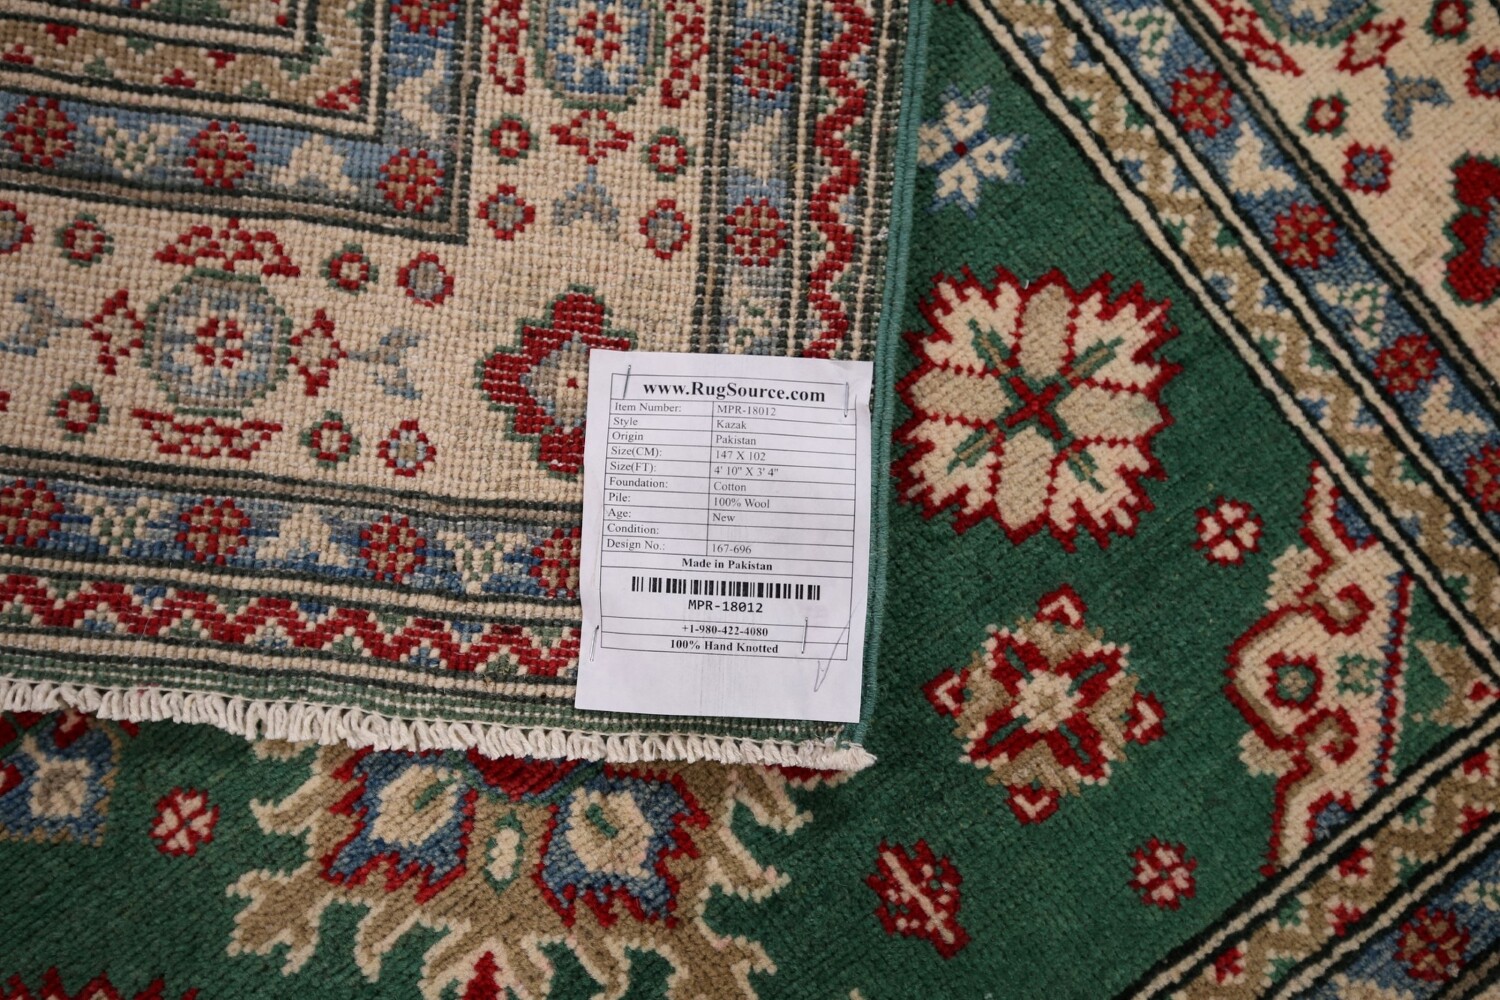 www.RugSource.com
Item Number: MPR-18012
Style Kazak
Origin Pakistan
Size(CM): 147 X 102
Size(FT): 4' 10" X 3' 4"
Foundation: Cotton
Pile: 100% Wool
Age: New
Condition:
Design No.: 167-696
Made in Pakistan
MPR-18012
+1-980-422-4080
100% Hand Knotted